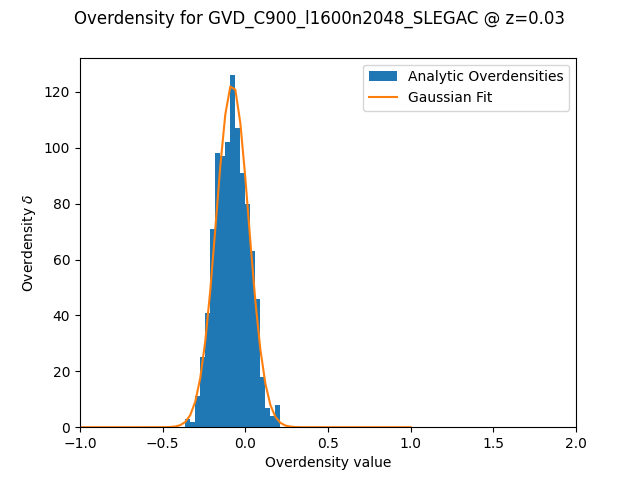 Overdensity for GVD_C900_l1600n2048_SLEGAC @ z=0.03
Analytic Overdensities
Gaussian Fit
Overdensity δ
120
100
80
60
40
20
0
−1.0 −0.5 0.0 0.5 1.0 1.5 2.0
Overdensity value